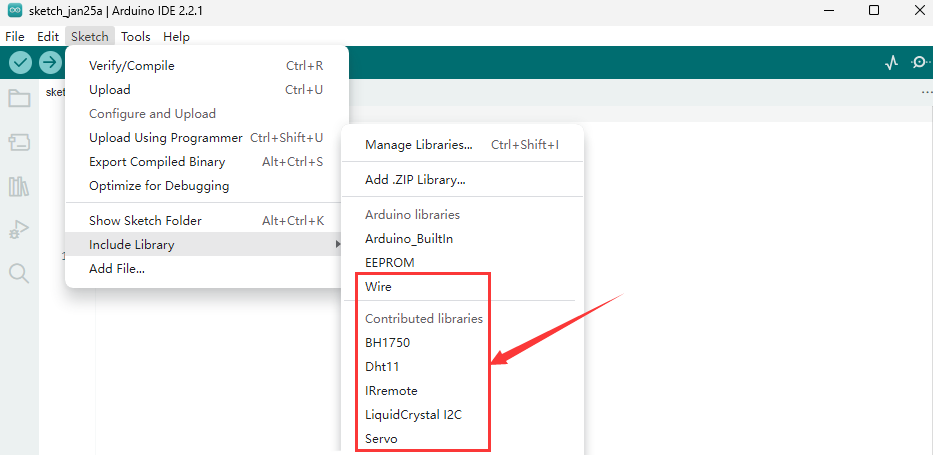 sketch_jan25a | Arduino IDE 2.2.1
File Edit Sketch Tools Help
Verify/Compile Ctrl+R
Upload Ctrl+U
Configure and Upload
Upload Using Programmer Ctrl+Shift+U
Export Compiled Binary Alt+Ctrl+S
Optimize for Debugging
Show Sketch Folder Alt+Ctrl+K
Include Library
Add File...
Manage Libraries... Ctrl+Shift+I
Add .ZIP Library...
Arduino libraries
Arduino_BuiltIn
EEPROM
Wire
Contributed libraries
BH1750
Dht11
IRremote
LiquidCrystal I2C
Servo